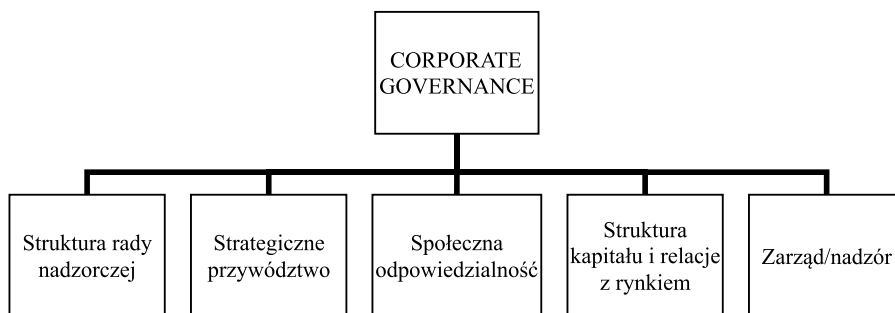 CORPORATE
GOVERNANCE
Struktura rady
nadzorczej
Strategiczne
przywództwo
Społeczna
odpowiedzialność
Struktura
kapitału i relacje
z rynkiem
Zarząd/nadzór